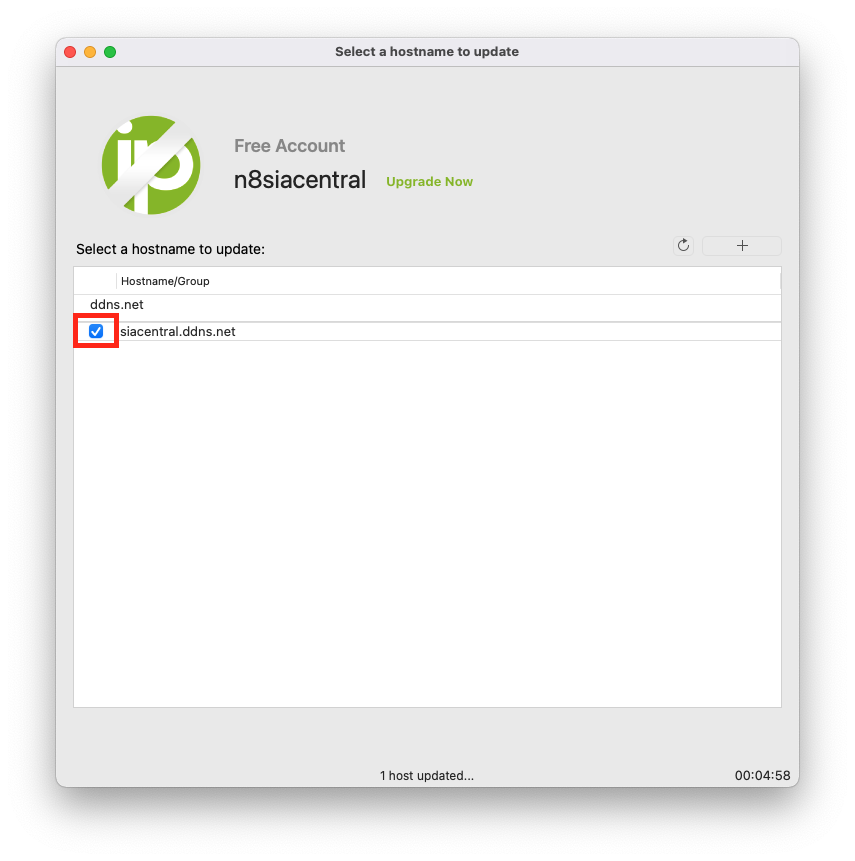 Select a hostname to update
ip
Free Account
n8siacentral Upgrade Now
Select a hostname to update:
Hostname/Group
ddns.net
siacentral.ddns.net
1 host updated... 00:04:58